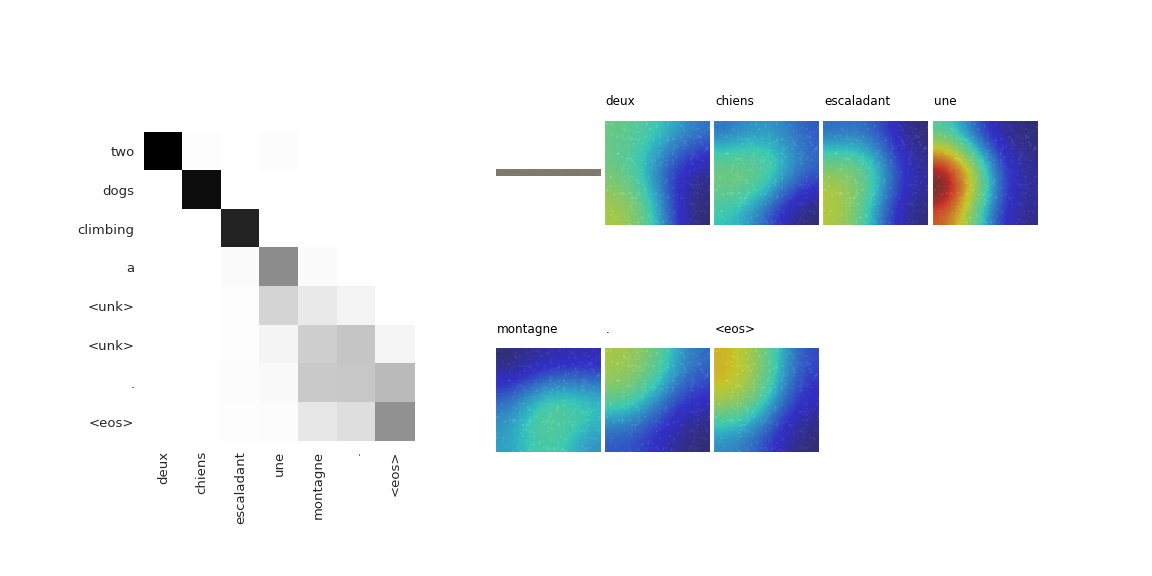 two
dogs
climbing
a
<unk>
<unk>
.
<eos>
deux
chiens
escaladant
une
montagne
.
<eos>
deux chiens escaladant une
montagne . <eos>